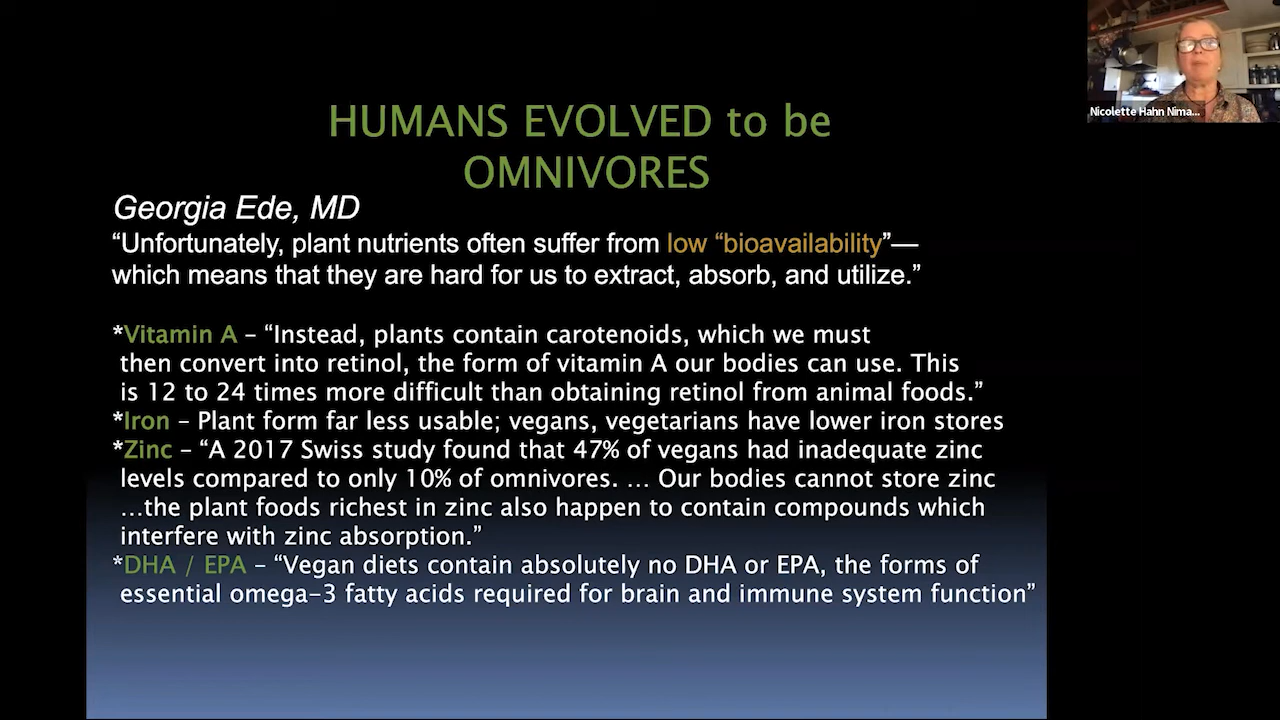 HUMANS EVOLVED to be
OMNIVORES
Georgia Ede, MD
“Unfortunately, plant nutrients often suffer from low “bioavailability”—
which means that they are hard for us to extract, absorb, and utilize.”
*Vitamin A – “Instead, plants contain carotenoids, which we must
then convert into retinol, the form of vitamin A our bodies can use. This
is 12 to 24 times more difficult than obtaining retinol from animal foods.”
*Iron – Plant form far less usable; vegans, vegetarians have lower iron stores
*Zinc – “A 2017 Swiss study found that 47% of vegans had inadequate zinc
levels compared to only 10% of omnivores. … Our bodies cannot store zinc
…the plant foods richest in zinc also happen to contain compounds which
interfere with zinc absorption.”
*DHA / EPA – “Vegan diets contain absolutely no DHA or EPA, the forms of
essential omega-3 fatty acids required for brain and immune system function”
Nicolette Hahn Nima...